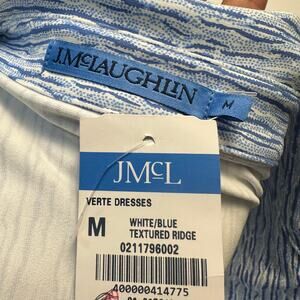 J.McLAUGHLIN
M
JMcL
VERTE DRESSES
M
WHITE/BLUE
TEXTURED RIDGE
0211796002
400000414775